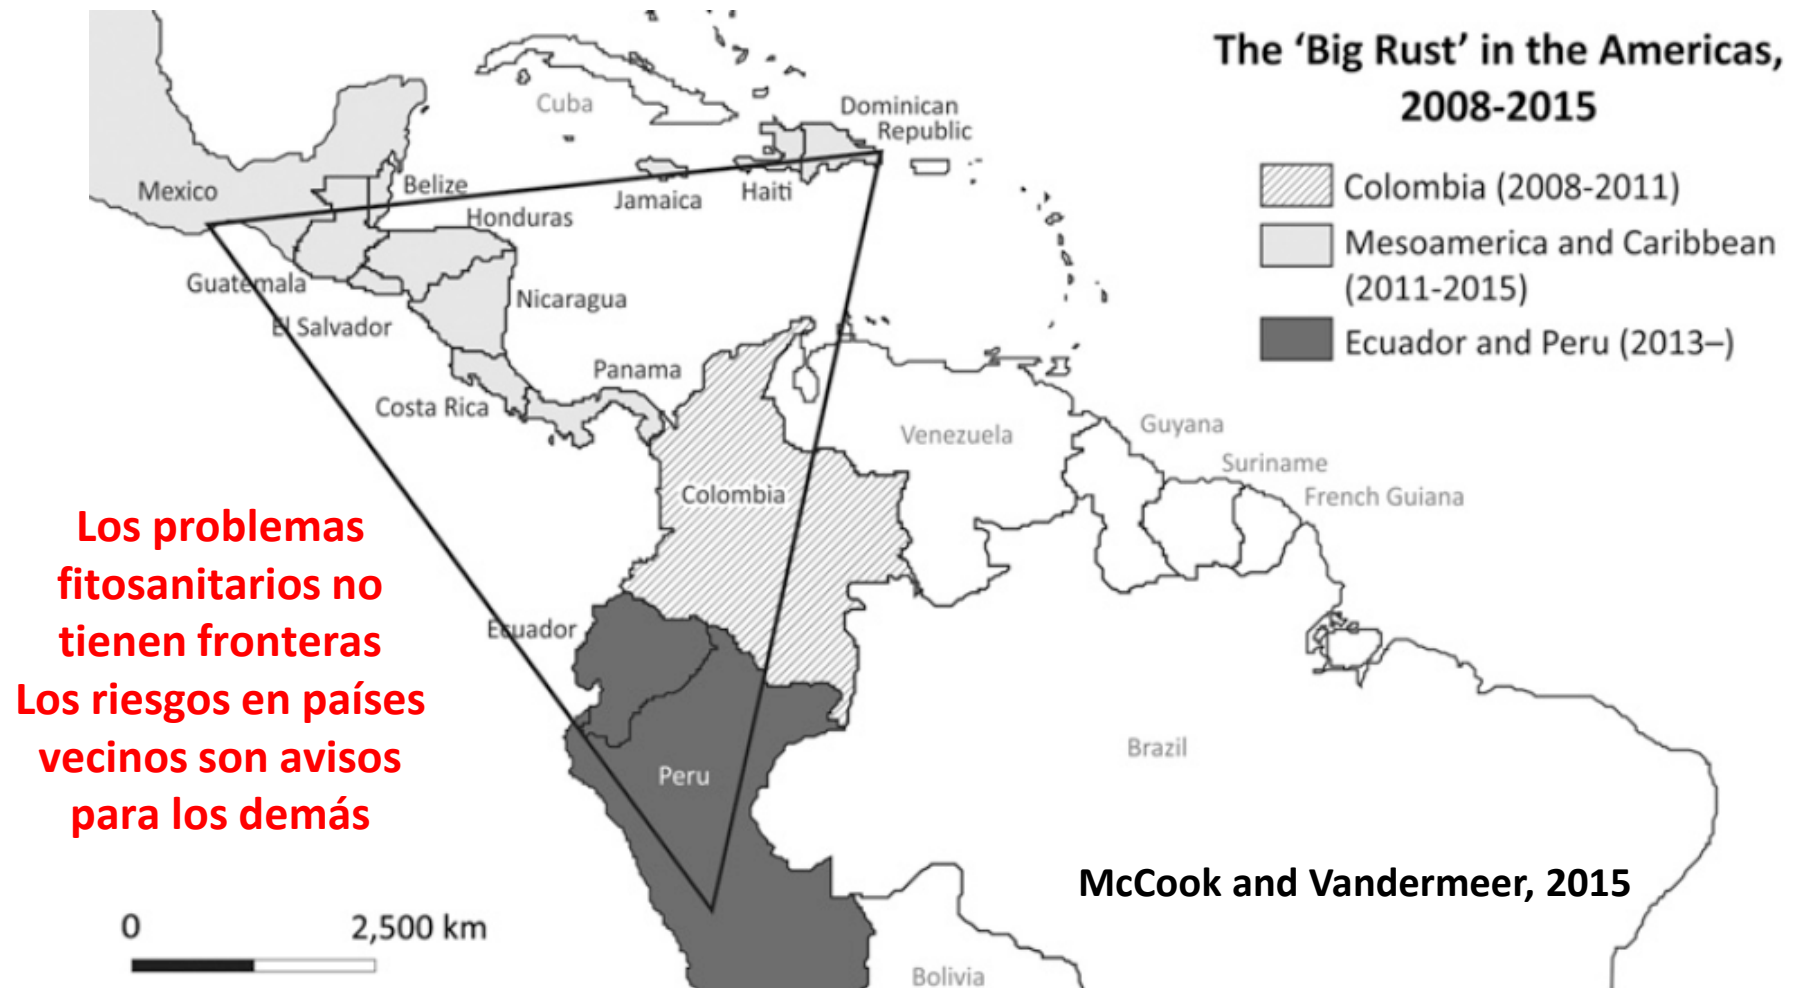 The ‘Big Rust’ in the Americas,
2008-2015
Colombia (2008-2011)
Mesoamerica and Caribbean
(2011-2015)
Ecuador and Peru (2013–)
Cuba
Dominican
Republic
Mexico
Belize
Jamaica
Haiti
Honduras
Guatemala
Nicaragua
El Salvador
Panama
Costa Rica
Venezuela
Guyana
Suriname
French Guiana
Colombia
Ecuador
Peru
Brazil
Bolivia
Los problemas
fitosanitarios no
tienen fronteras
Los riesgos en países
vecinos son avisos
para los demás
McCook and Vandermeer, 2015
0 2,500 km